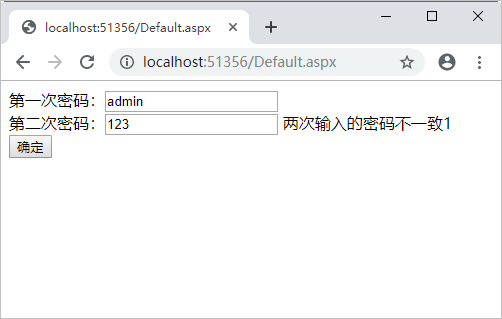 localhost:51356/Default.aspx
localhost:51356/Default.aspx
第一次密码：admin
第二次密码：123 两次输入的密码不一致1
确定